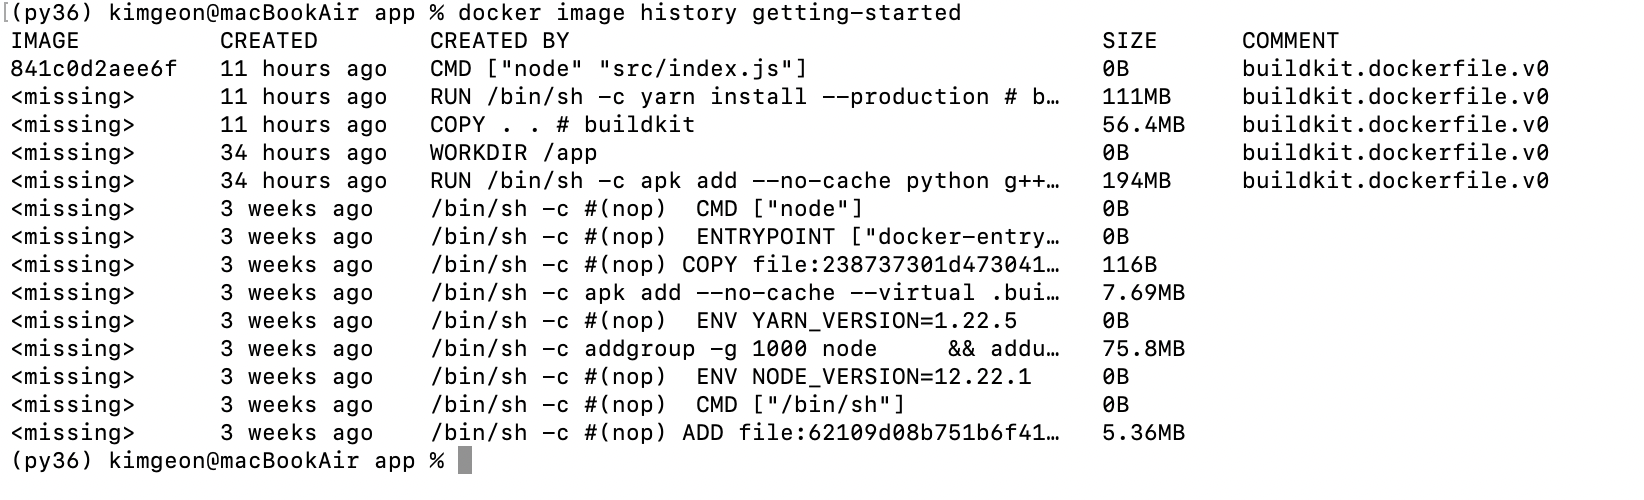 [(py36) kimgeon@macBookAir app % docker image history getting-started
IMAGE          CREATED        CREATED BY                                      SIZE      COMMENT
841c0d2aee6f   11 hours ago   CMD ["node" "src/index.js"]                     0B        buildkit.dockerfile.v0
<missing>      11 hours ago   RUN /bin/sh -c yarn install --production # b…   111MB     buildkit.dockerfile.v0
<missing>      11 hours ago   COPY . . # buildkit                             56.4MB    buildkit.dockerfile.v0
<missing>      34 hours ago   WORKDIR /app                                    0B        buildkit.dockerfile.v0
<missing>      34 hours ago   RUN /bin/sh -c apk add --no-cache python g++…   194MB     buildkit.dockerfile.v0
<missing>      3 weeks ago    /bin/sh -c #(nop)  CMD ["node"]                 0B
<missing>      3 weeks ago    /bin/sh -c #(nop)  ENTRYPOINT ["docker-entry…   0B
<missing>      3 weeks ago    /bin/sh -c #(nop) COPY file:238737301d473041…   116B
<missing>      3 weeks ago    /bin/sh -c apk add --no-cache --virtual .bui…   7.69MB
<missing>      3 weeks ago    /bin/sh -c #(nop)  ENV YARN_VERSION=1.22.5      0B
<missing>      3 weeks ago    /bin/sh -c addgroup -g 1000 node     && addu…   75.8MB
<missing>      3 weeks ago    /bin/sh -c #(nop)  ENV NODE_VERSION=12.22.1     0B
<missing>      3 weeks ago    /bin/sh -c #(nop)  CMD ["/bin/sh"]              0B
<missing>      3 weeks ago    /bin/sh -c #(nop) ADD file:62109d08b751b6f41…   5.36MB
(py36) kimgeon@macBookAir app %